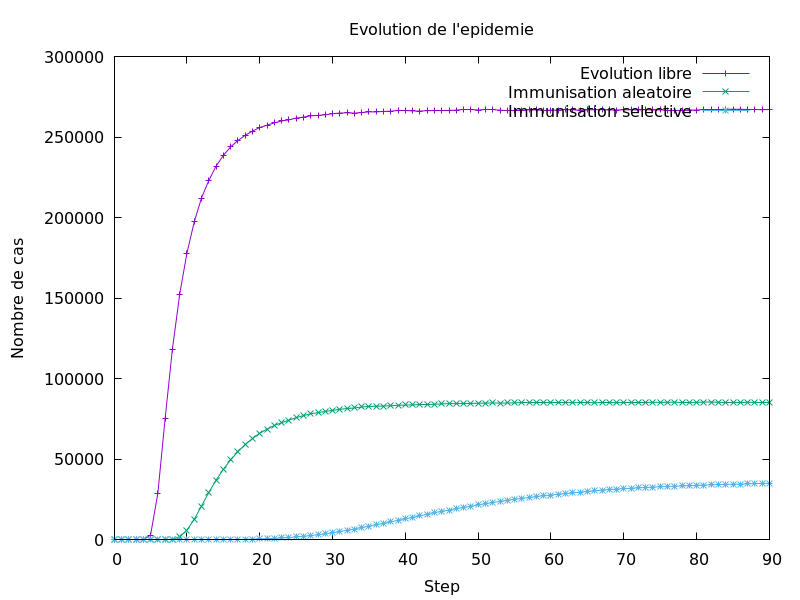 Evolution de l'epidemie
300000
250000
200000
150000
100000
50000
0
Nombre de cas
Evolution libre
Immunisation aleatoire
Immunisation selective
0 10 20 30 40 50 60 70 80 90
Step